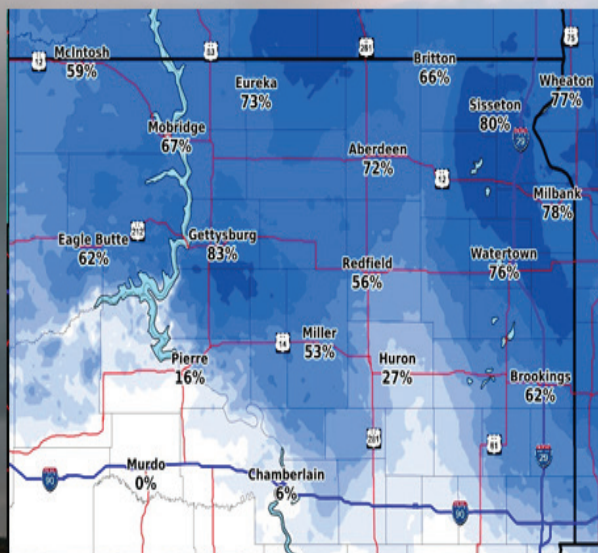 75
53
281
12
McIntosh
59%
Britton
66%
Eureka
73%
Wheaton
77%
Sisseton
80%
29
Mobridge
67%
Aberdeen
72%
12
Milbank
78%
212
Eagle Butte
62%
Gettysburg
83%
Redfield
56%
Watertown
76%
14
Miller
53%
Pierre
16%
Huron
27%
Brookings
62%
281
81
29
Murdo
0%
Chamberlain
6%
90
90